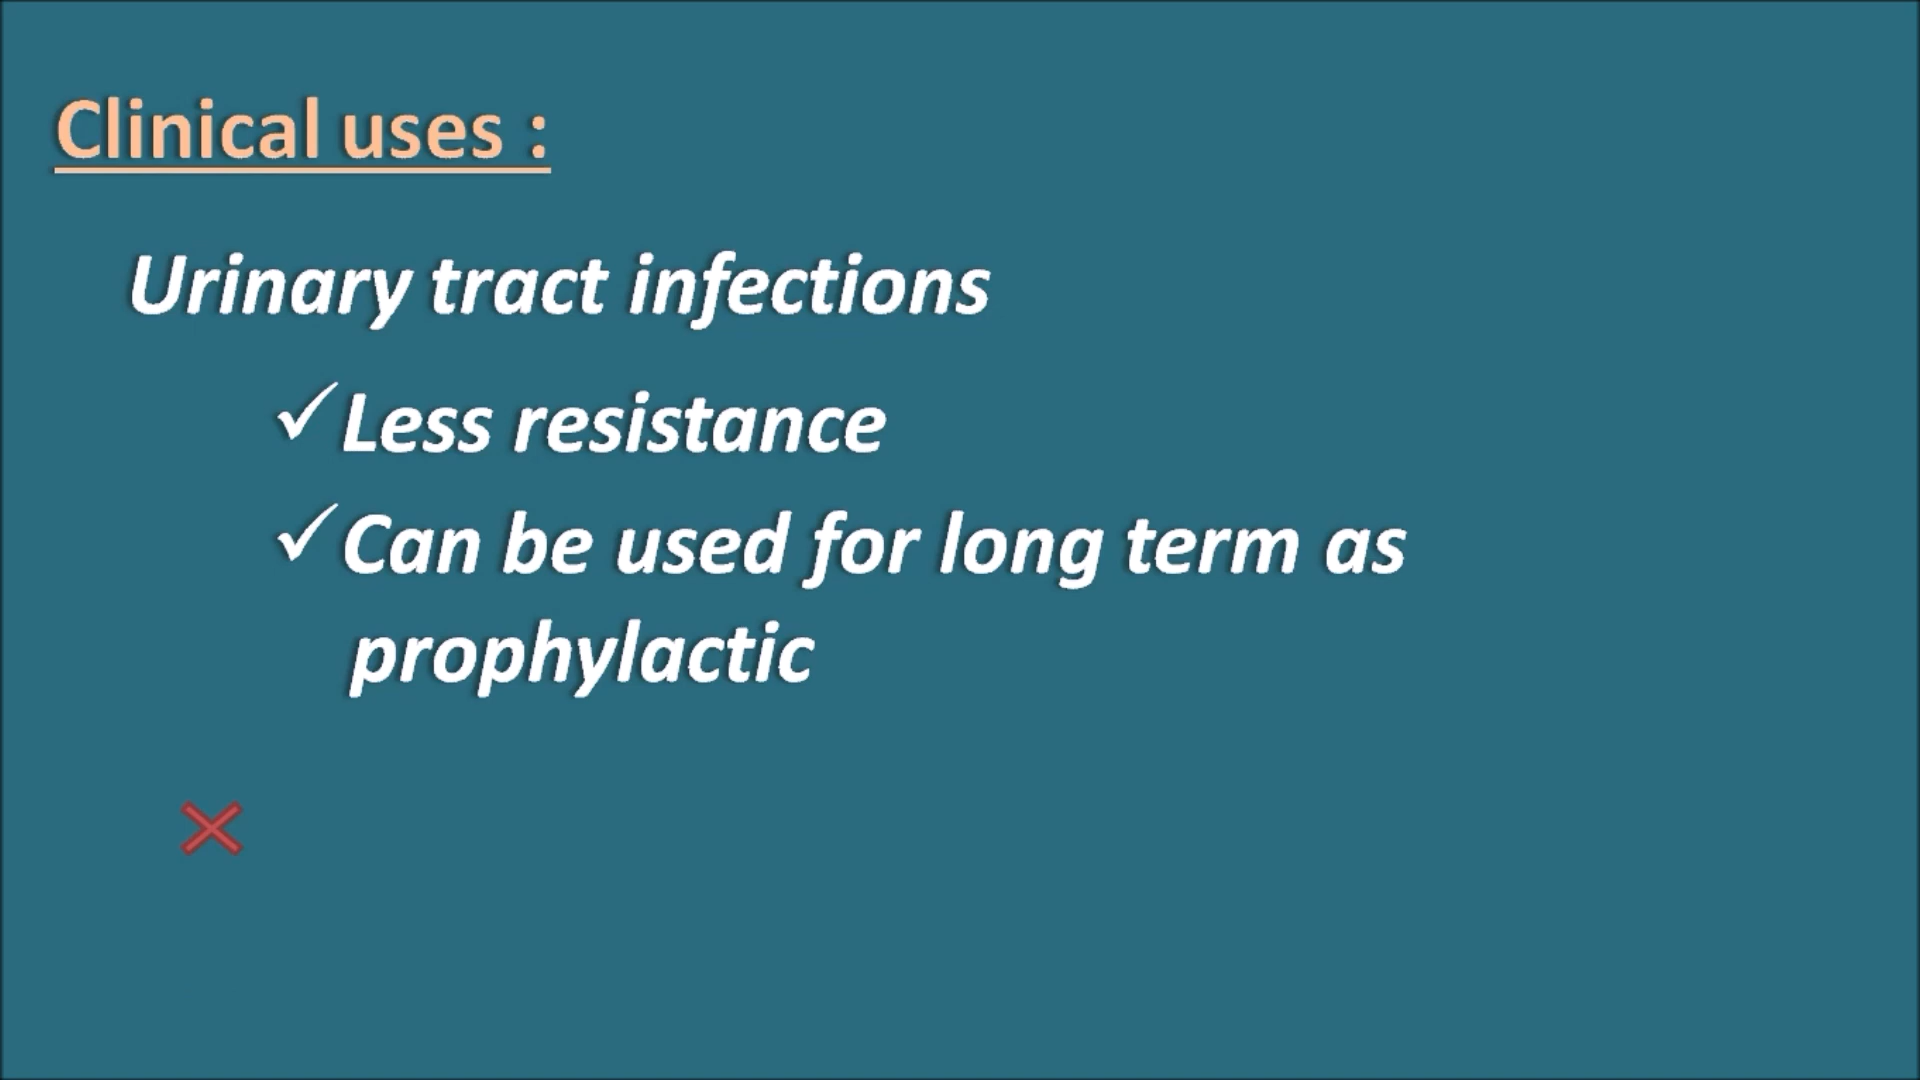 Clinical uses :
Urinary tract infections
✓Less resistance
✓Can be used for long term as
prophylactic